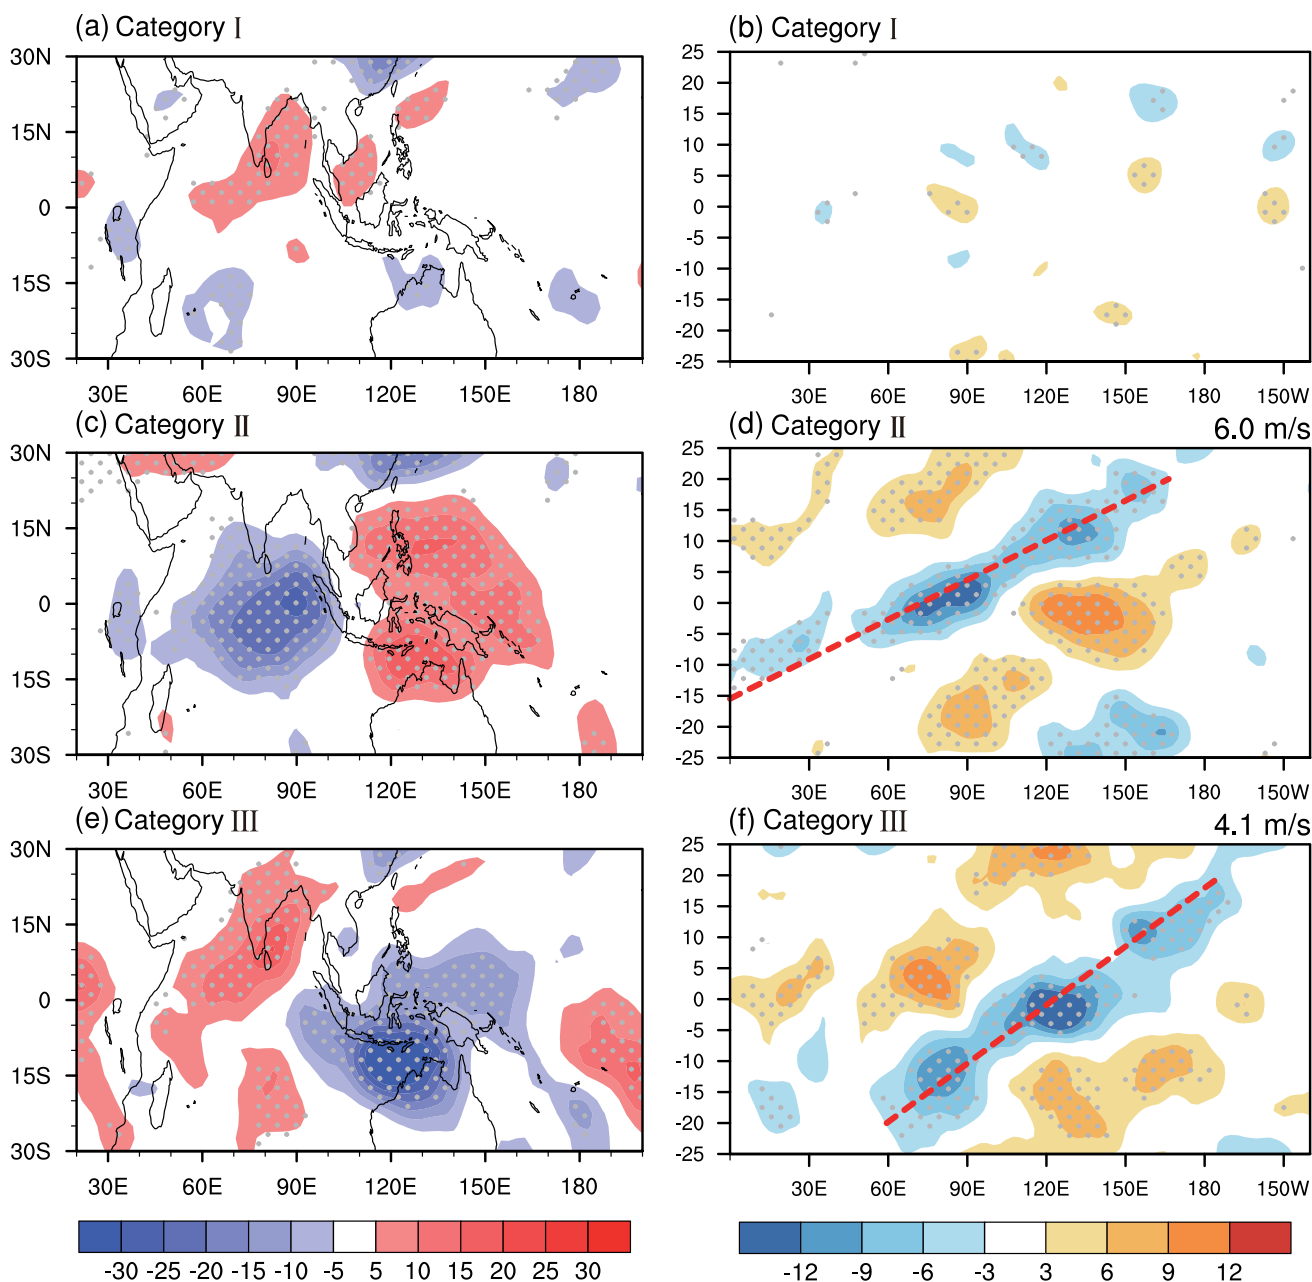 (a) Category Ⅰ
30N
15N
0
15S
30S
30E 60E 90E 120E 150E 180
(b) Category Ⅰ
25
20
15
10
5
0
-5
-10
-15
-20
-25
30E 60E 90E 120E 150E 180 150W
(c) Category Ⅱ
30N
15N
0
15S
30S
30E 60E 90E 120E 150E 180
(d) Category Ⅱ 6.0 m/s
25
20
15
10
5
0
-5
-10
-15
-20
-25
30E 60E 90E 120E 150E 180 150W
(e) Category Ⅲ
30N
15N
0
15S
30S
30E 60E 90E 120E 150E 180
(f) Category Ⅲ 4.1 m/s
25
20
15
10
5
0
-5
-10
-15
-20
-25
30E 60E 90E 120E 150E 180 150W
-30 -25 -20 -15 -10 -5 5 10 15 20 25 30
-12 -9 -6 -3 3 6 9 12